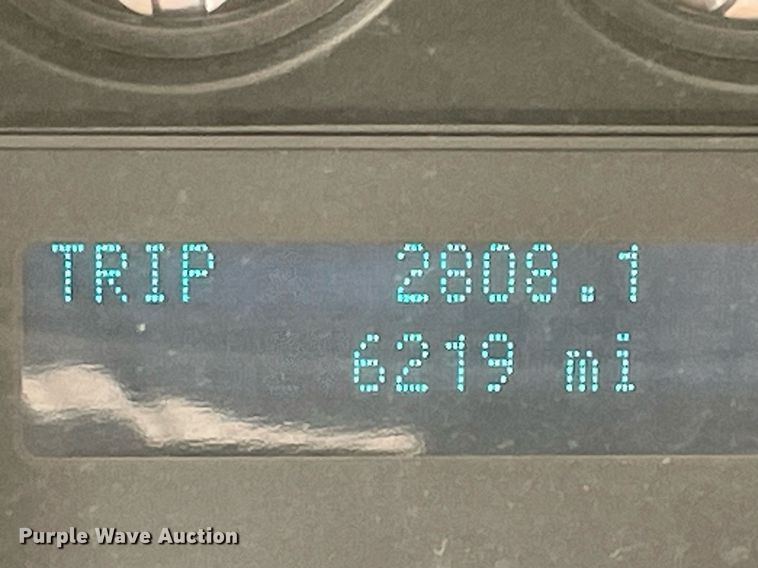 TRIP 2808.1
6219 mi
Purple Wave Auction